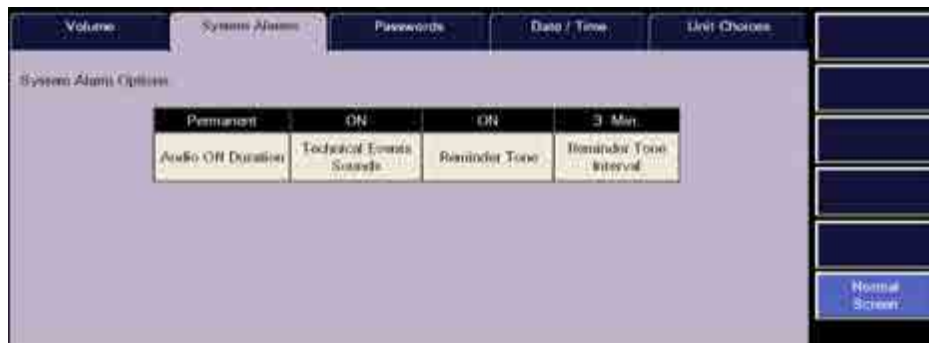 Volume
System Alarms
Passwords
Date / Time
Unit Choices
System Alarm Options
Permanent
ON
ON
3 Min.
Audio Off Duration
Technical Events
Sounds
Reminder Tone
Reminder Tone
Interval
Normal
Screen